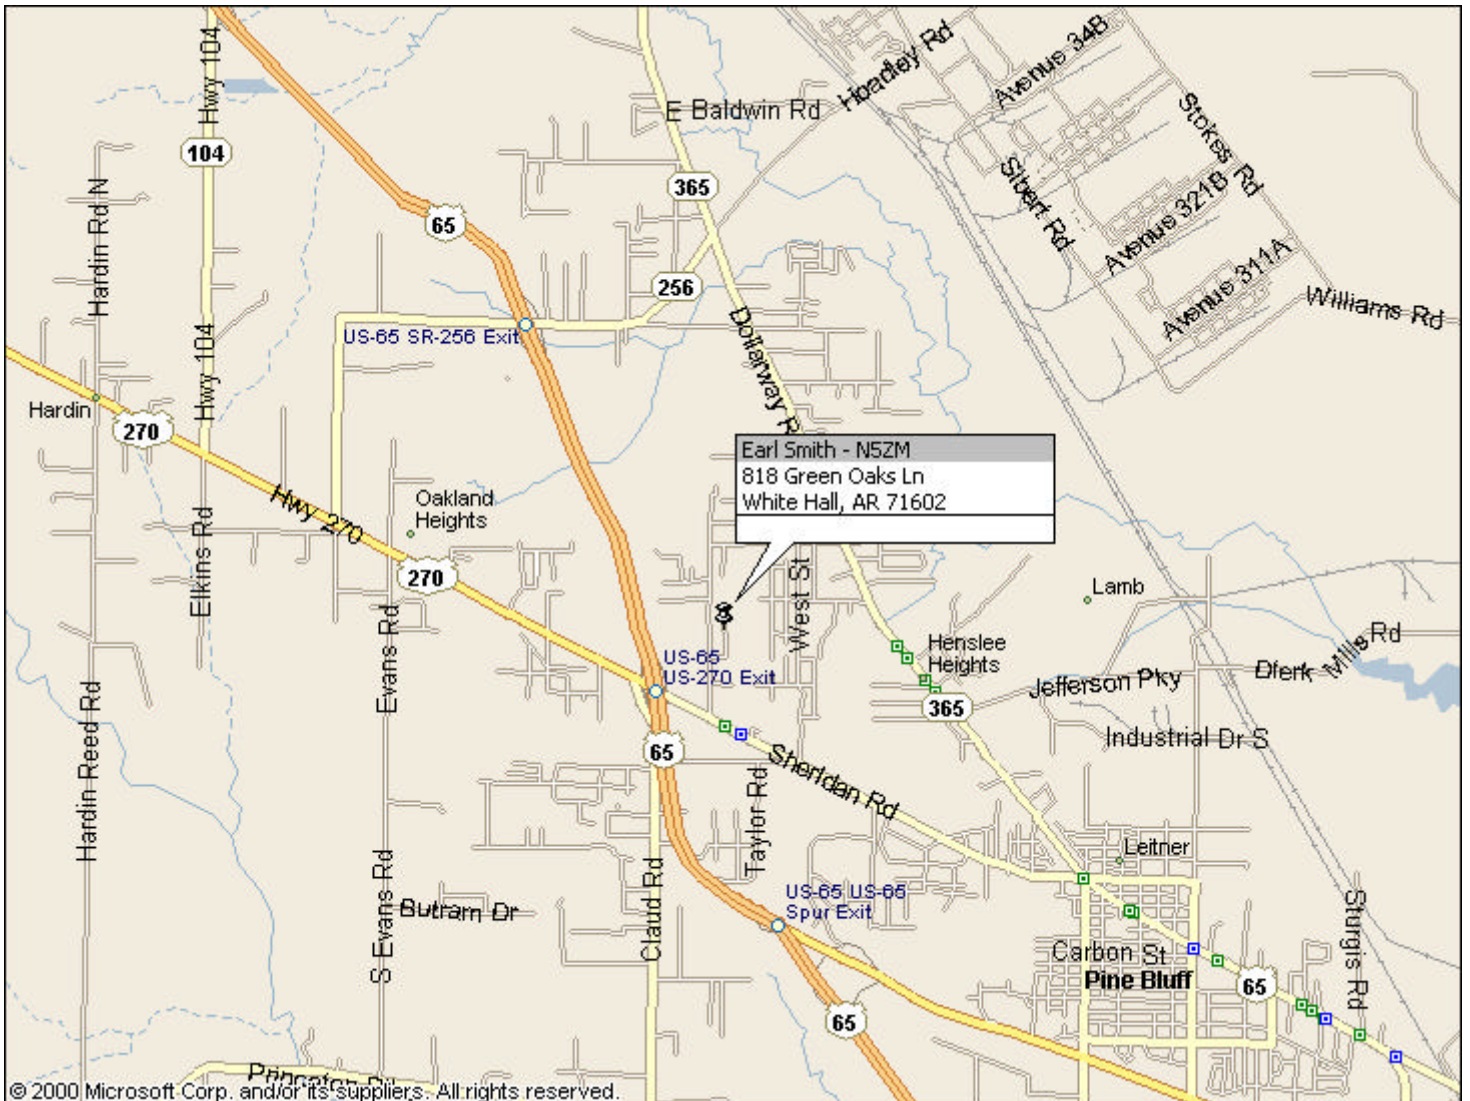 Hwy 104
E Baldwin Rd
Hoadley Rd
Avenue 34B
Stokes Rd
104
365
Sibert Rd
Avenue 321B
Hardin Rd N
65
256
Avenue 311A
Williams Rd
US-65 SR-256 Exit
Dollarway R
Hwy 104
Hardin
270
Earl Smith - N5ZM
818 Green Oaks Ln
White Hall, AR 71602
Hwy 270
Oakland
Heights
Elkins Rd
270
Evans Rd
West St
Lamb
Henslee
Heights
Mills Rd
Dierk
Jefferson Pky
US-65
US-270 Exit
365
Industrial Dr S
65
Hardin Reed Rd
Sheridan Rd
Taylor Rd
Leitner
S Evans Rd
Butram Dr
Claud Rd
US-65 US-65
Spur Exit
Sturgis Rd
Carbon St
Pine Bluff
65
65
© 2000 Microsoft Corp. and/or its suppliers. All rights reserved.